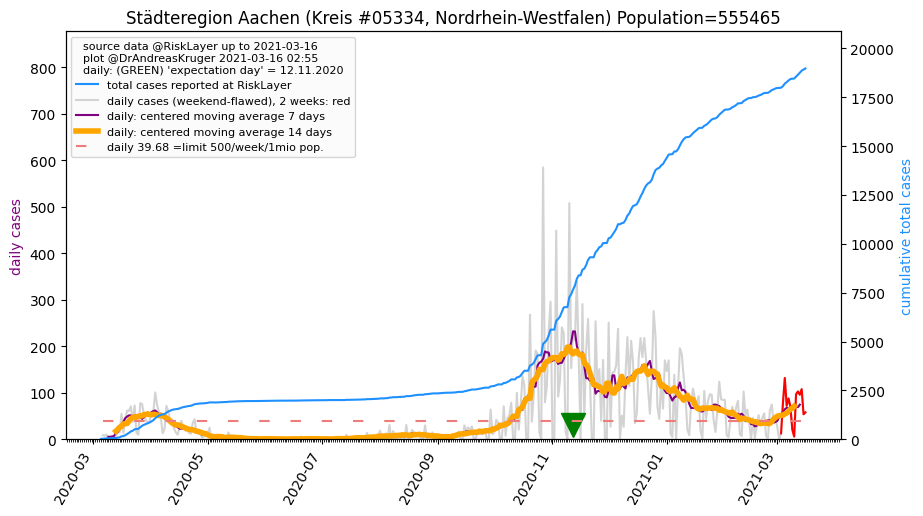 Städteregion Aachen (Kreis #05334, Nordrhein-Westfalen) Population=555465
source data @RiskLayer up to 2021-03-16
plot @DrAndreasKruger 2021-03-16 02:55
daily: (GREEN) 'expectation day' = 12.11.2020
total cases reported at RiskLayer
daily cases (weekend-flawed), 2 weeks: red
daily: centered moving average 7 days
daily: centered moving average 14 days
daily 39.68 =limit 500/week/1mio pop.
daily cases
800
700
600
500
400
300
200
100
0
20000
17500
15000
12500
10000
7500
5000
2500
0
cumulative total cases
2020-03
2020-05
2020-07
2020-09
2020-11
2021-01
2021-03